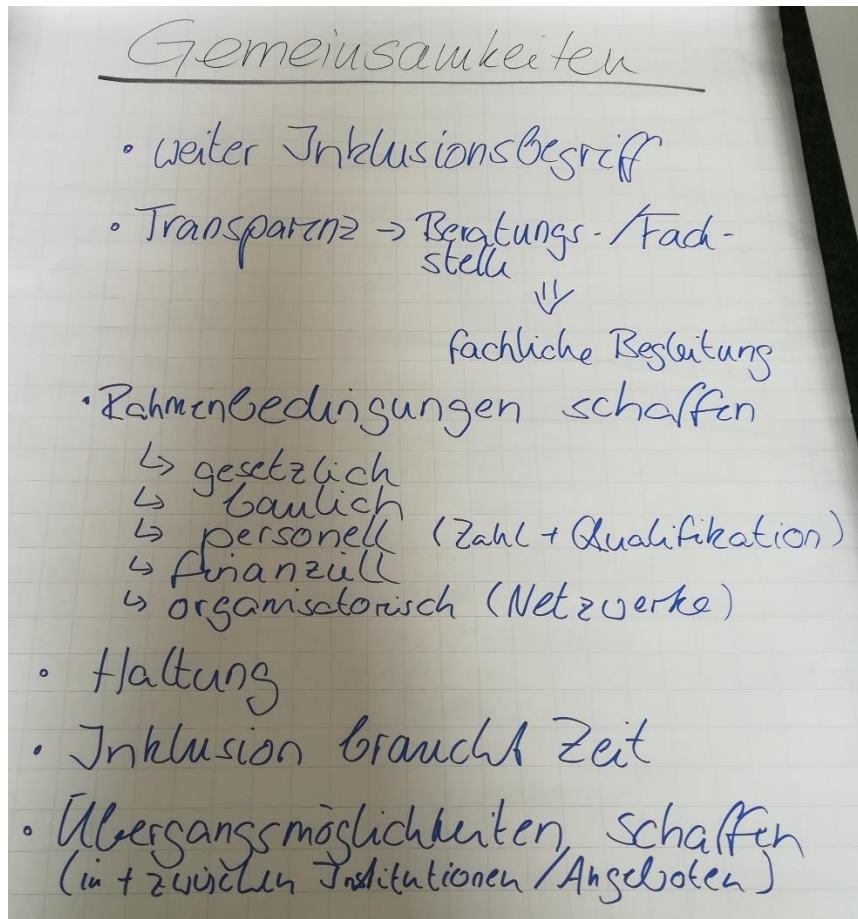 Gemeinsamkeiten
• weiter Inklusionsbegriff
• Transparenz → Beratungs-/Fach-
stelle
⇓
fachliche Begleitung
• Rahmenbedingungen schaffen
↳ gesetzlich
↳ baulich
↳ personell (Zahl + Qualifikation)
↳ finanziell
↳ organisatorisch (Netzwerke)
• Haltung
• Inklusion braucht Zeit
• Übergangsmöglichkeiten schaffen
(in + zwischen Institutionen / Angeboten)